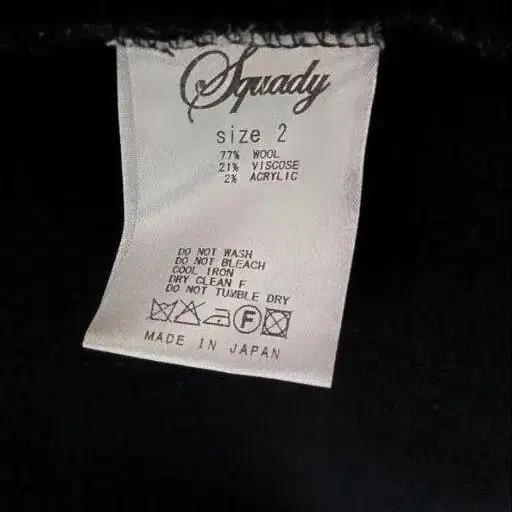 Squady
size 2
77% WOOL
21% VISCOSE
2% ACRYLIC
DO NOT WASH
DO NOT BLEACH
COOL IRON
DRY CLEAN F
DO NOT TUMBLE DRY
F
MADE IN JAPAN